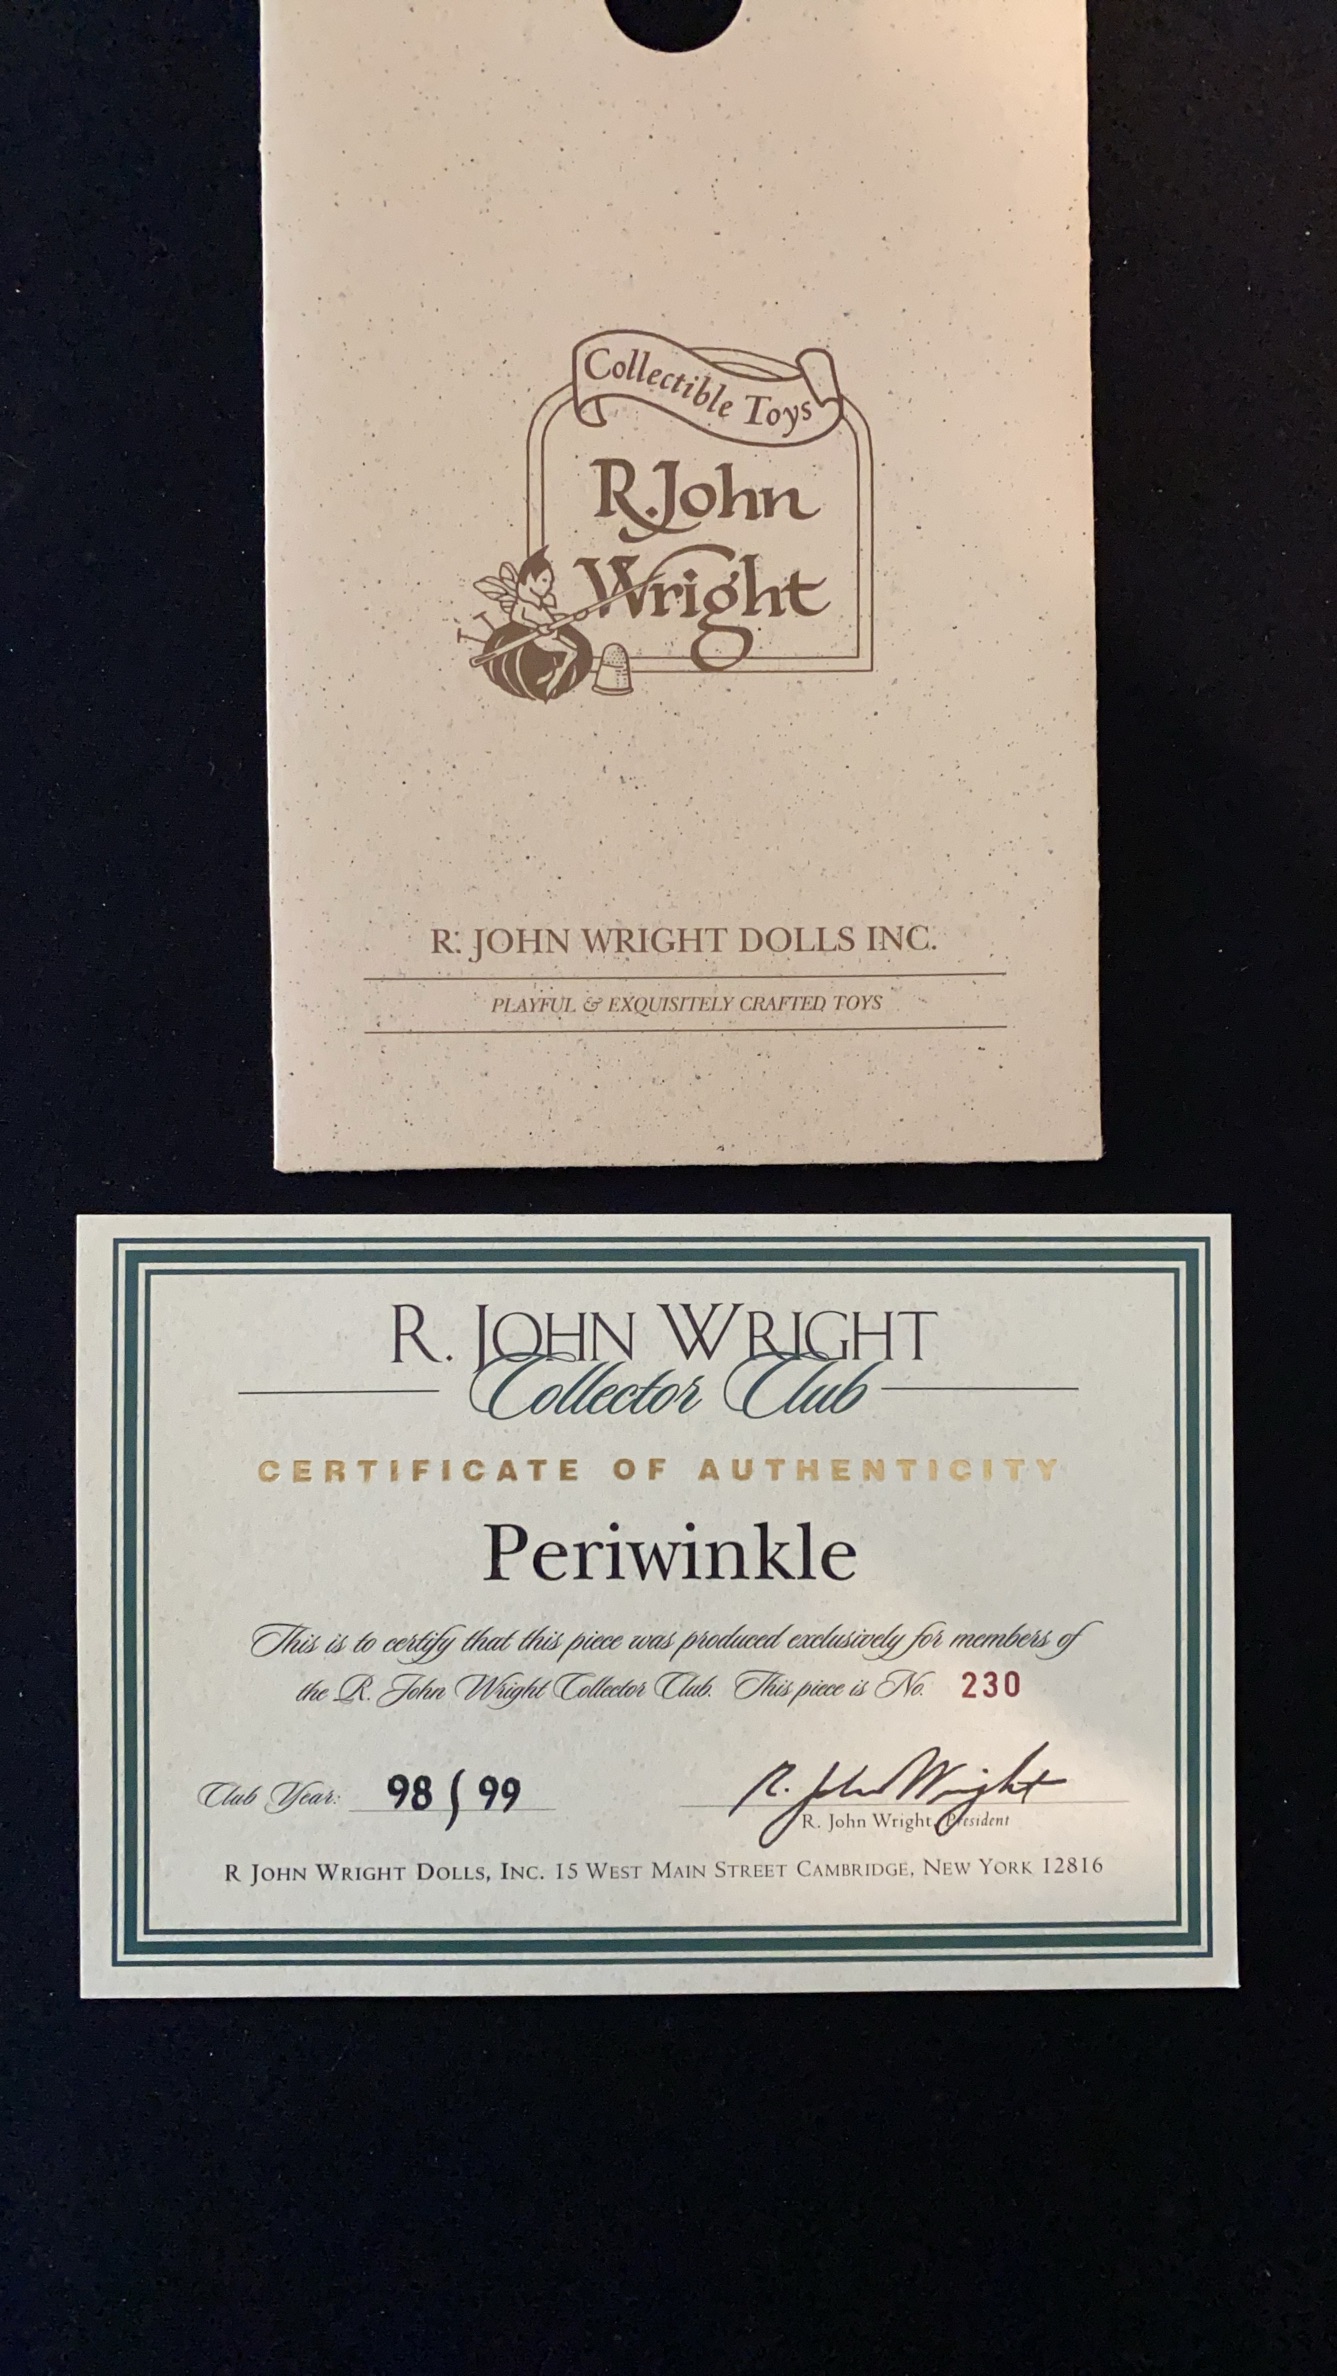 Collectible Toys
R. John
Wright
R. JOHN WRIGHT DOLLS INC.
PLAYFUL & EXQUISITELY CRAFTED TOYS
R. JOHN WRIGHT
Collector Club
CERTIFICATE OF AUTHENTICITY
Periwinkle
This is to certify that this piece was produced exclusively for members of
the R. John Wright Collector Club. This piece is No. 230
Club Year: 98/99 R. John Wright
R. John Wright, President
R JOHN WRIGHT DOLLS, INC. 15 WEST MAIN STREET CAMBRIDGE, NEW YORK 12816